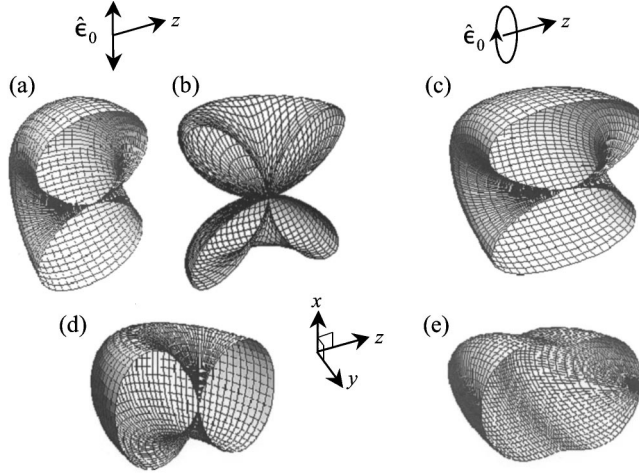 ε̂₀ z
ε̂₀ z
(a) (b) (c)
x
z
y
(d) (e)